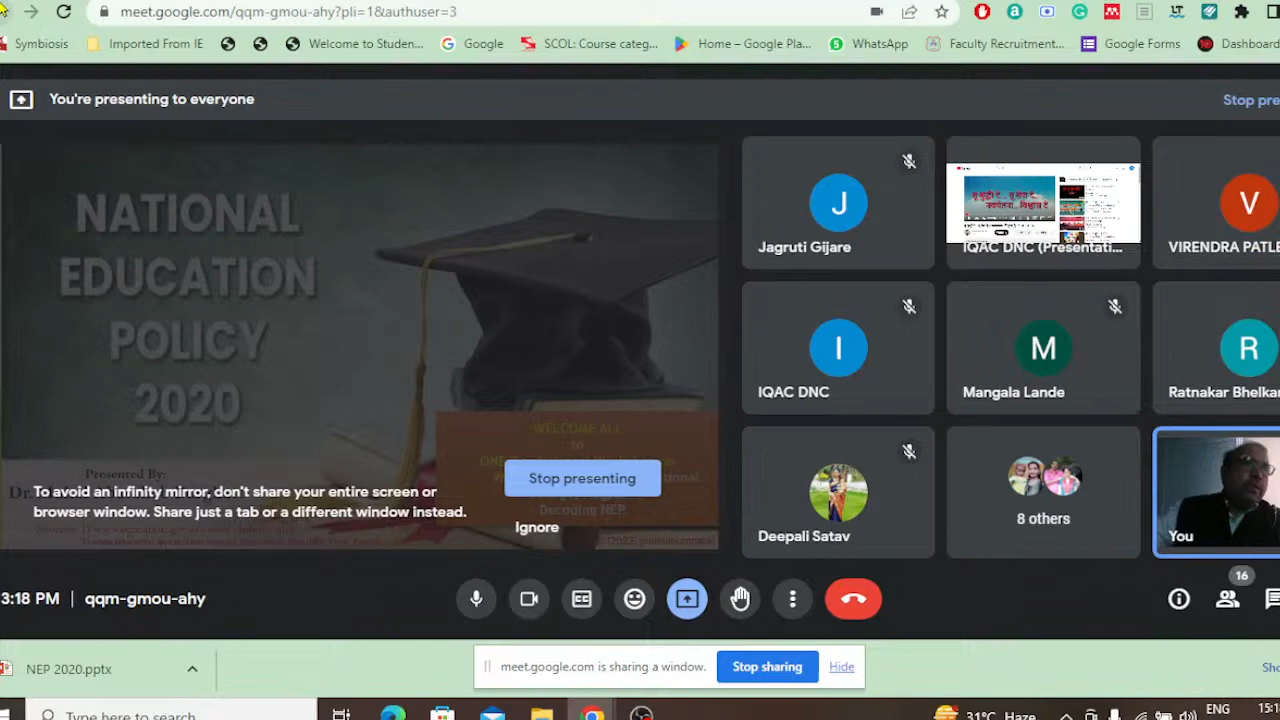 meet.google.com/qqm-gmou-ahy?pli=1&authuser=3
Symbiosis
Imported From IE
Welcome to Studen...
Google
SCOL: Course categ...
Home – Google Pla...
WhatsApp
Faculty Recruitment...
Google Forms
Dashboard
You're presenting to everyone
Stop pre
NATIONAL
EDUCATION
POLICY
2020
Presented By:
WELCOME ALL
To avoid an infinity mirror, don't share your entire screen or
browser window. Share just a tab or a different window instead.
Stop presenting
Ignore
Decoding NEP
J
Jagruti Gijare
IQAC DNC (Presentati...
V
VIRENDRA PATLE
I
IQAC DNC
M
Mangala Lande
R
Ratnakar Bhelkar
Deepali Satav
8 others
You
3:18 PM | qqm-gmou-ahy
16
NEP 2020.pptx
meet.google.com is sharing a window.
Stop sharing
Hide
Sho
Type here to search
31°C Haze
ENG
15:1